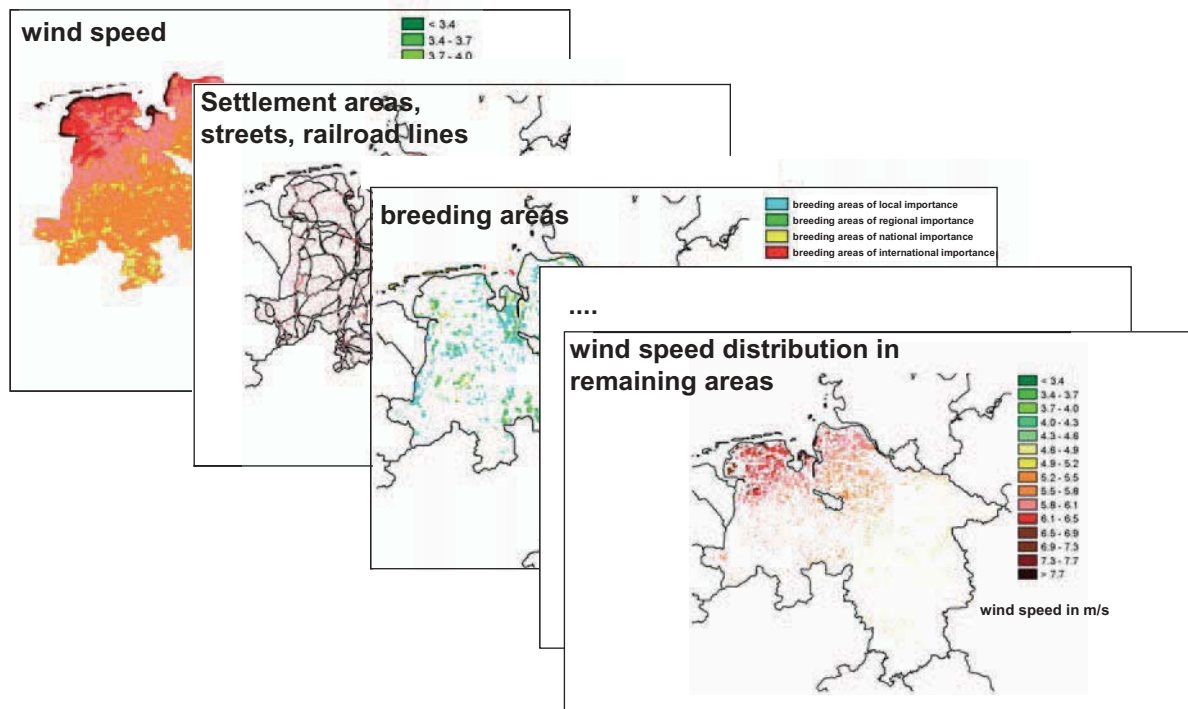 wind speed
< 3.4
3.4 - 3.7
3.7 - 4.0
Settlement areas,
streets, railroad lines
breeding areas
breeding areas of local importance
breeding areas of regional importance
breeding areas of national importance
breeding areas of international importance
....
wind speed distribution in
remaining areas
< 3.4
3.4 - 3.7
3.7 - 4.0
4.0 - 4.3
4.3 - 4.6
4.6 - 4.9
4.9 - 5.2
5.2 - 5.5
5.5 - 5.8
5.8 - 6.1
6.1 - 6.5
6.5 - 6.9
6.9 - 7.3
7.3 - 7.7
> 7.7
wind speed in m/s